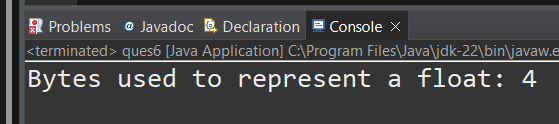 Problems Javadoc Declaration Console
<terminated> ques6 [Java Application] C:\Program Files\Java\jdk-22\bin\javaw.e
Bytes used to represent a float: 4